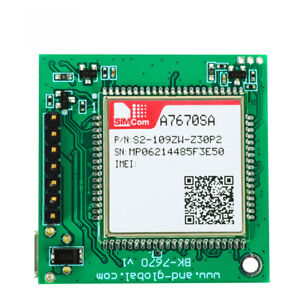 SIMCom
A7670SA
P/N:S2-109ZW-Z30P2
SN:MP06214485F3E50
IMEI:
BK-7670 v1
www.and-global.com